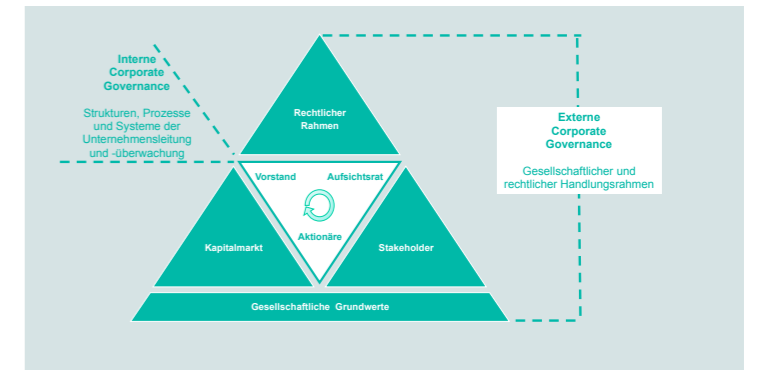 Interne
Corporate
Governance
Strukturen, Prozesse
und Systeme der
Unternehmensleitung
und -überwachung
Rechtlicher
Rahmen
Vorstand
Aufsichtsrat
Aktionäre
Kapitalmarkt
Stakeholder
Gesellschaftliche Grundwerte
Externe
Corporate
Governance
Gesellschaftlicher und
rechtlicher Handlungsrahmen